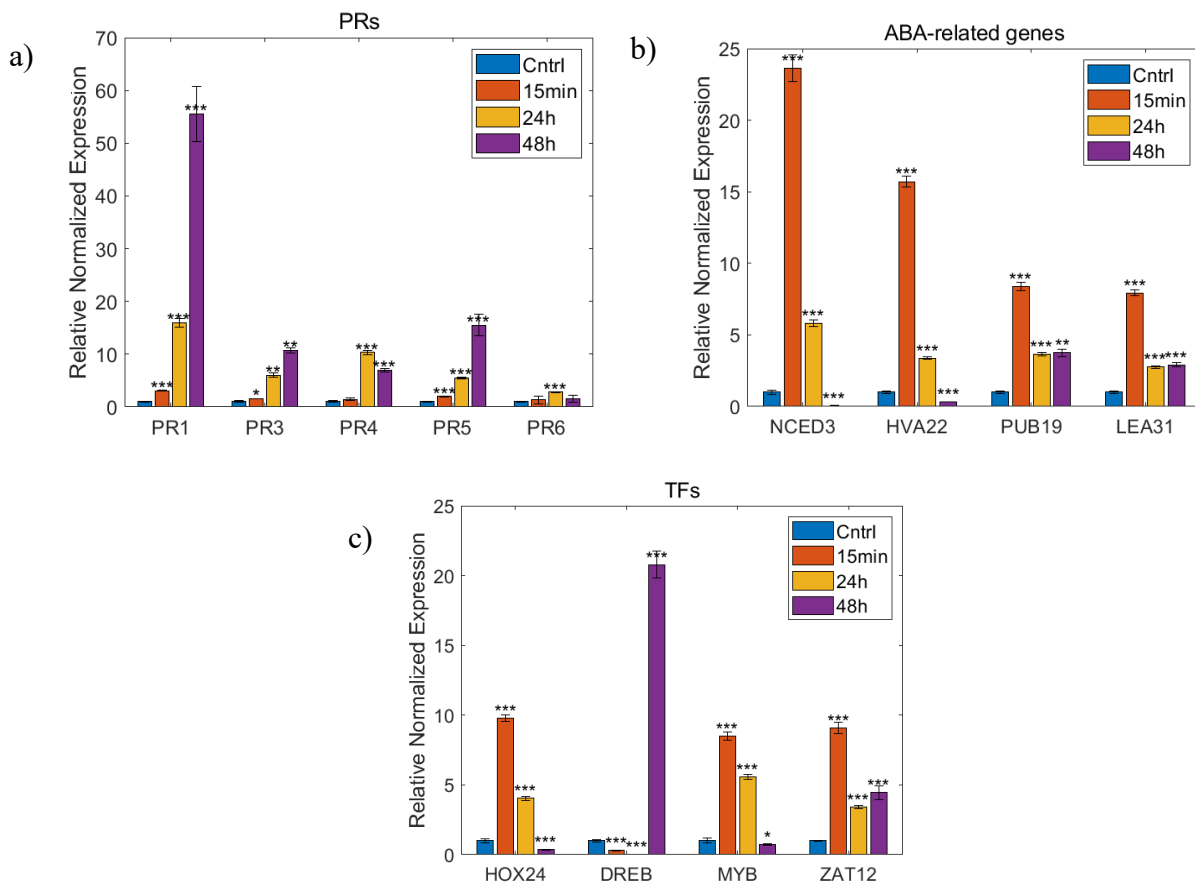 a)
PRs
Relative Normalized Expression
70
60
50
40
30
20
10
0
Cntrl
15min
24h
48h
***
***
***
*
**
**
***
***
***
***
***
***
PR1
PR3
PR4
PR5
PR6
b)
ABA-related genes
Relative Normalized Expression
25
20
15
10
5
0
Cntrl
15min
24h
48h
***
***
***
***
***
***
***
***
**
***
***
***
NCED3
HVA22
PUB19
LEA31
c)
TFs
Relative Normalized Expression
25
20
15
10
5
0
Cntrl
15min
24h
48h
***
***
***
***
***
***
***
***
*
***
***
***
HOX24
DREB
MYB
ZAT12